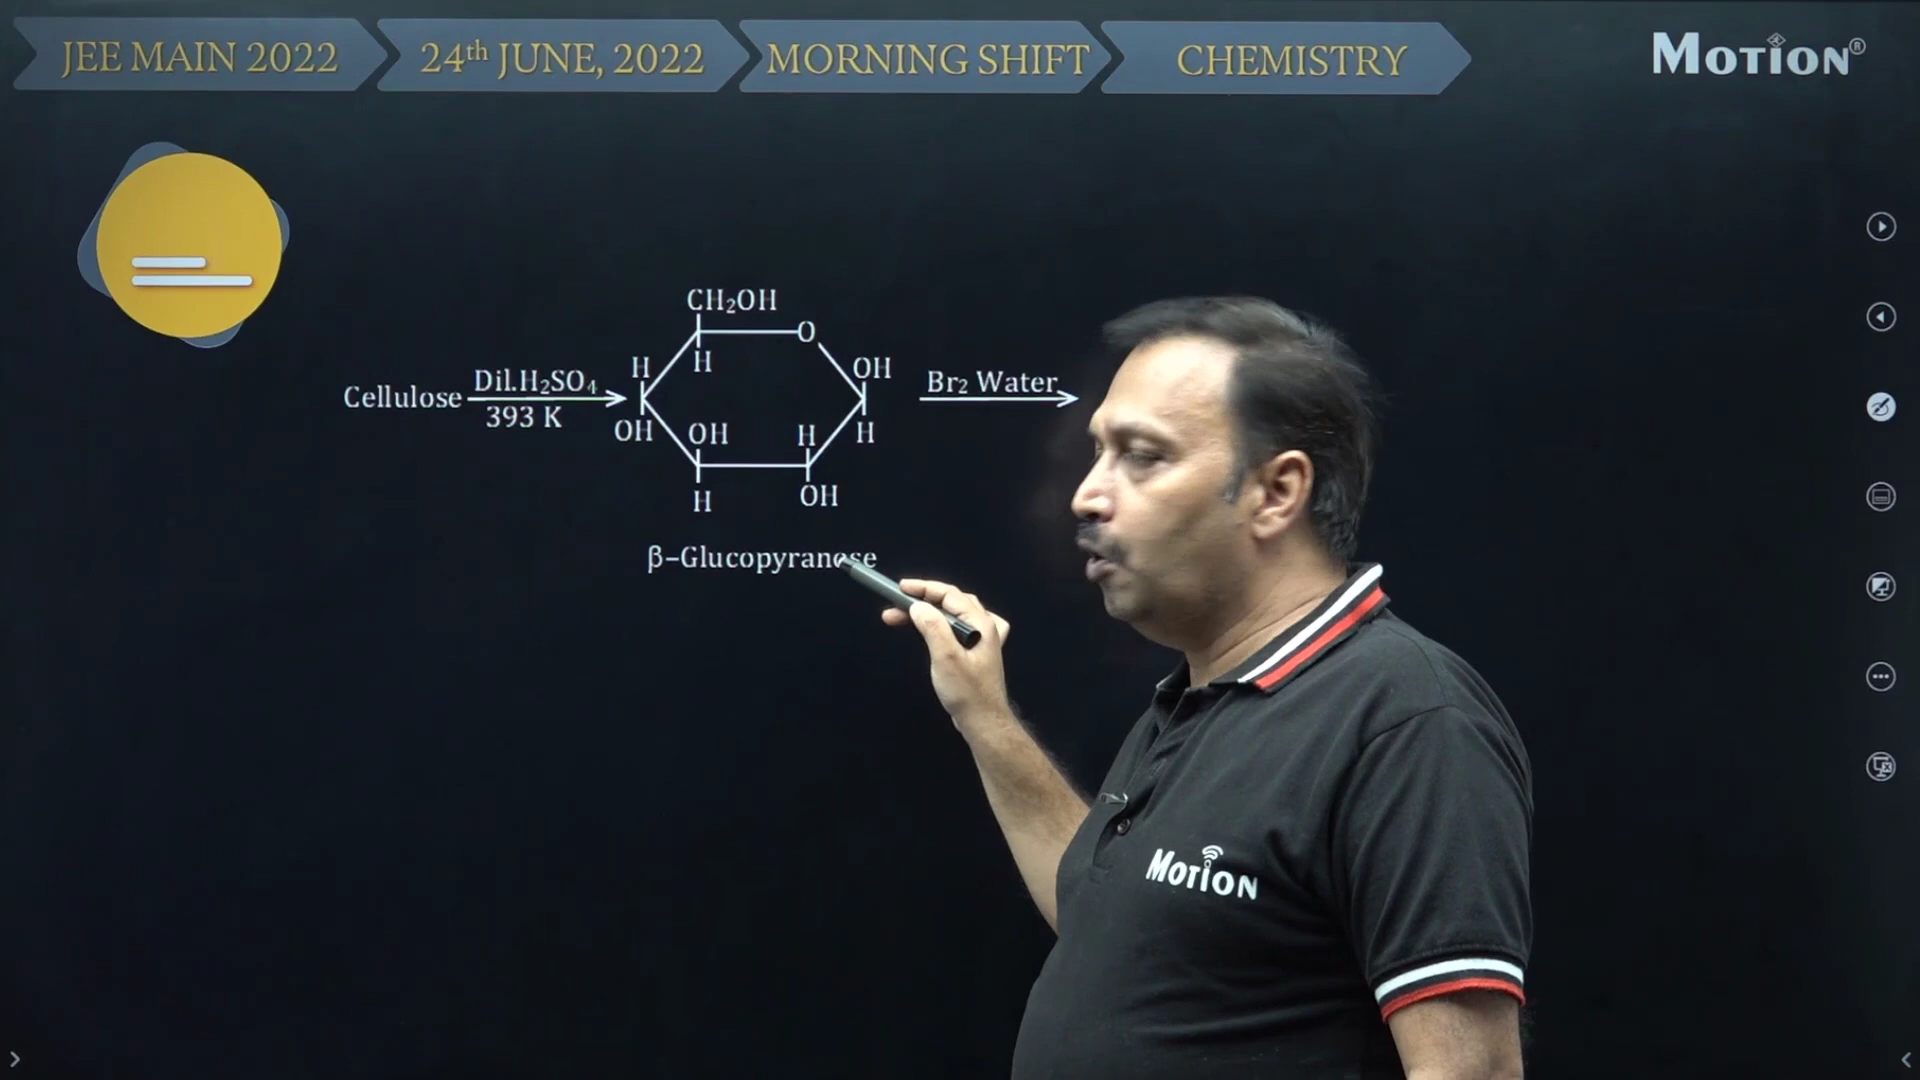 JEE MAIN 2022
24th JUNE, 2022
MORNING SHIFT
CHEMISTRY
MOTION®
CH₂OH
O
H
H
OH
Cellulose
Dil.H₂SO₄
393 K
Br₂ Water
OH
OH
H
H
H
OH
β–Glucopyranose
MOTION